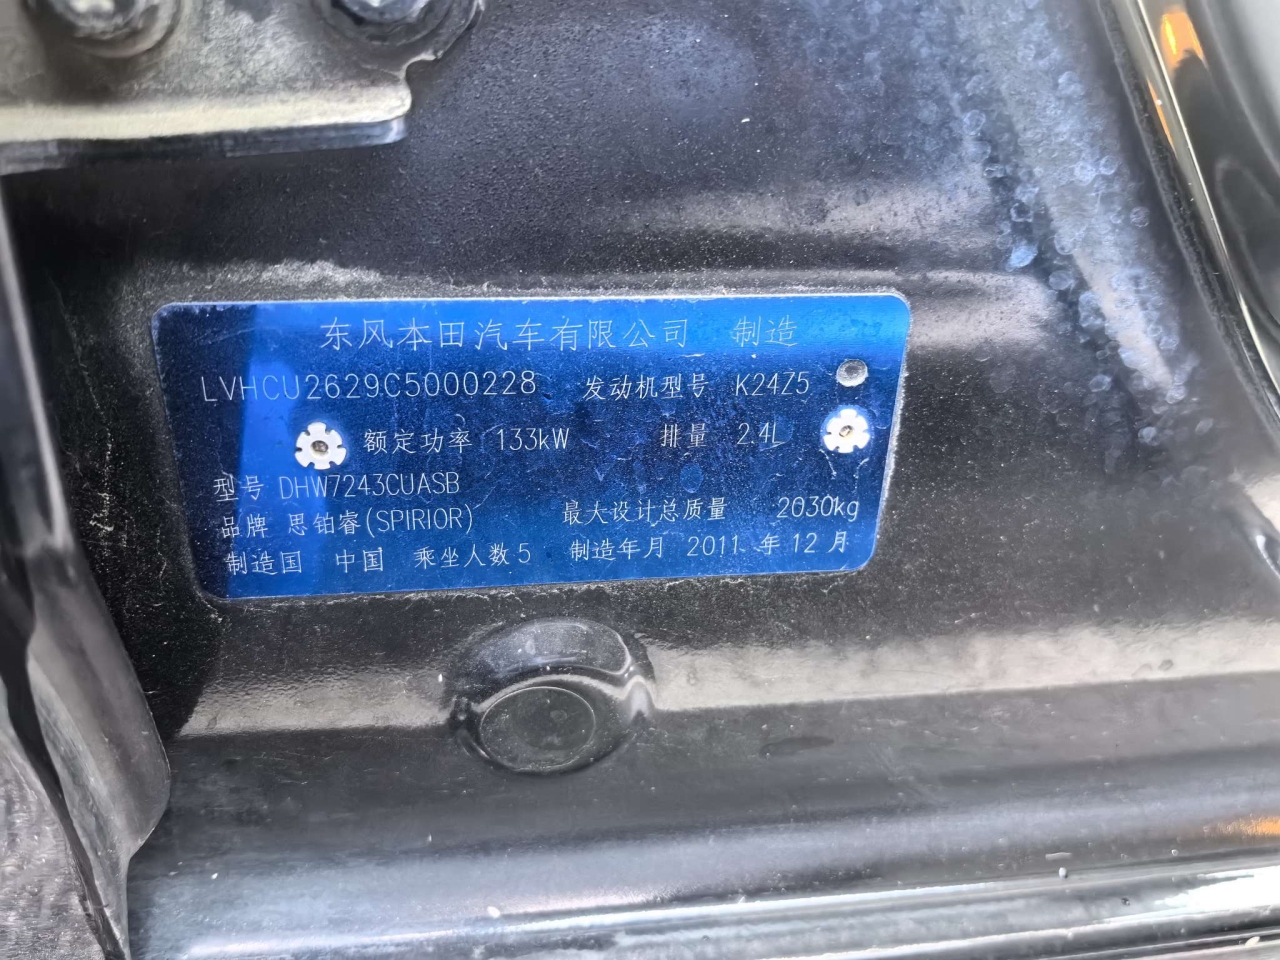 东风本田汽车有限公司 制造
LVHCU2629C5000228 发动机型号 K24Z5
额定功率 133kW 排量 2.4L
型号 DHW7243CUASB
品牌 思铂睿(SPIRIOR) 最大设计总质量 2030kg
制造国 中国 乘坐人数5 制造年月 2011 年 12 月